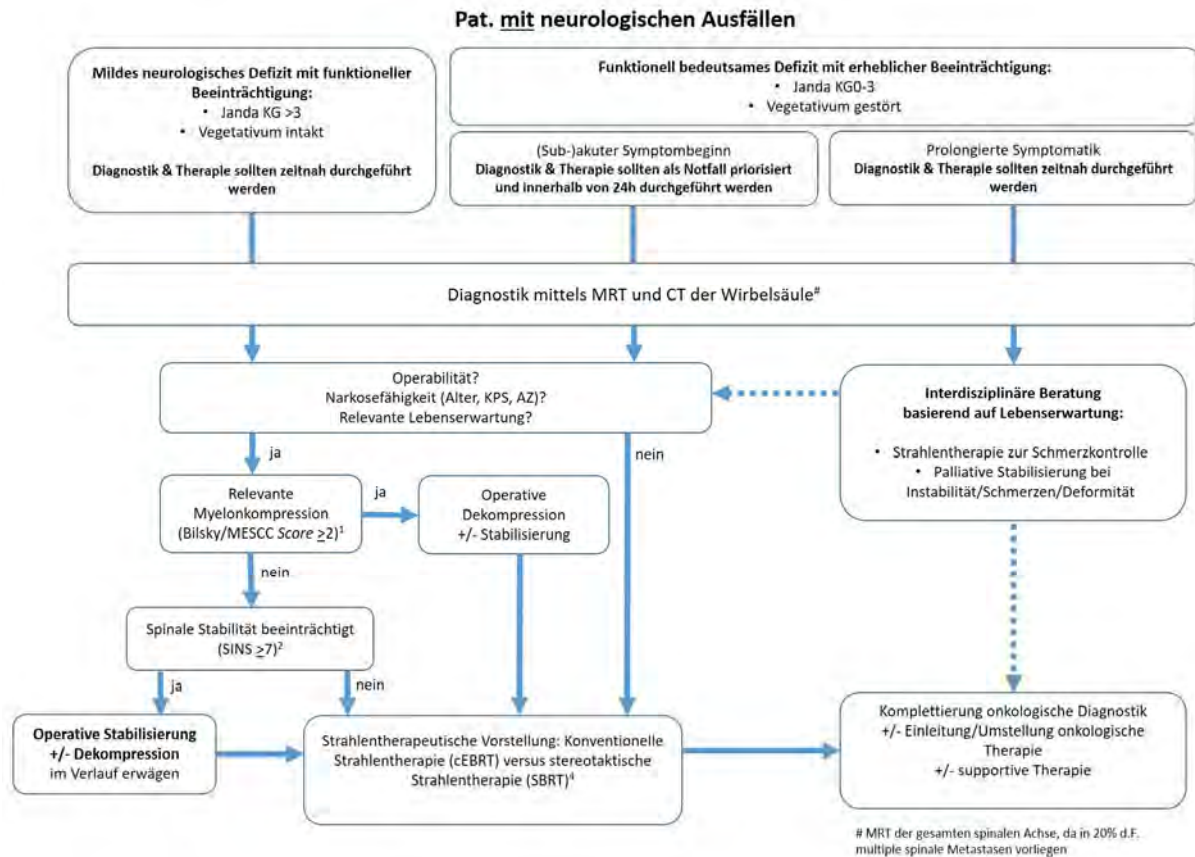 Pat. mit neurologischen Ausfällen
Mildes neurologisches Defizit mit funktioneller
Beeinträchtigung:
• Janda KG >3
• Vegetativum intakt
Diagnostik & Therapie sollten zeitnah durchgeführt
werden
Funktionell bedeutsames Defizit mit erheblicher Beeinträchtigung:
• Janda KG0-3
• Vegetativum gestört
(Sub-)akuter Symptombeginn
Diagnostik & Therapie sollten als Notfall priorisiert
und innerhalb von 24h durchgeführt werden
Prolongierte Symptomatik
Diagnostik & Therapie sollten zeitnah durchgeführt
werden
Diagnostik mittels MRT und CT der Wirbelsäule#
Operabilität?
Narkosefähigkeit (Alter, KPS, AZ)?
Relevante Lebenserwartung?
Interdisziplinäre Beratung
basierend auf Lebenserwartung:
• Strahlentherapie zur Schmerzkontrolle
• Palliative Stabilisierung bei
Instabilität/Schmerzen/Deformität
ja
nein
Relevante
Myelonkompression
(Bilsky/MESCC Score ≥2)1
ja
Operative
Dekompression
+/- Stabilisierung
nein
Spinale Stabilität beeinträchtigt
(SINS ≥7)2
ja
nein
Operative Stabilisierung
+/- Dekompression
im Verlauf erwägen
Strahlentherapeutische Vorstellung: Konventionelle
Strahlentherapie (cEBRT) versus stereotaktische
Strahlentherapie (SBRT)4
Komplettierung onkologische Diagnostik
+/- Einleitung/Umstellung onkologische
Therapie
+/- supportive Therapie
# MRT der gesamten spinalen Achse, da in 20% d.F.
multiple spinale Metastasen vorliegen